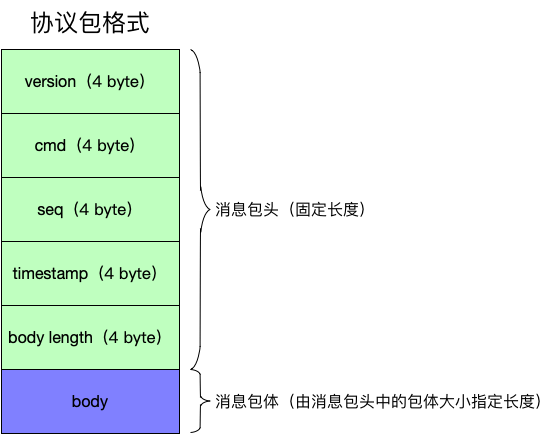 协议包格式
version（4 byte）
cmd（4 byte）
seq（4 byte）
消息包头（固定长度）
timestamp（4 byte）
body length（4 byte）
body
消息包体（由消息包头中的包体大小指定长度）